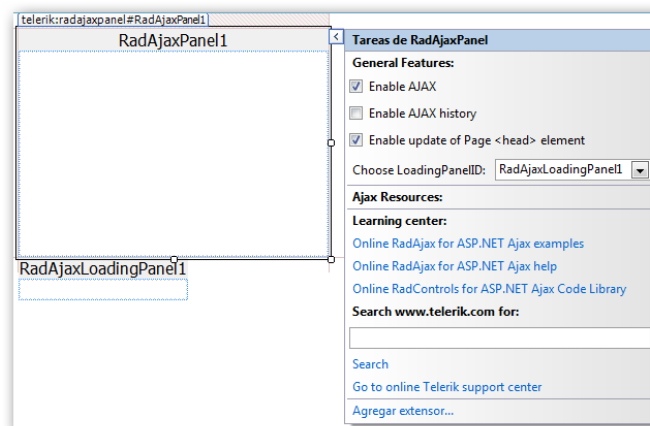 telerik:radajaxpanel#RadAjaxPanel1
RadAjaxPanel1
Tareas de RadAjaxPanel
General Features:
Enable AJAX
Enable AJAX history
Enable update of Page <head> element
Choose LoadingPanelID: RadAjaxLoadingPanel1
Ajax Resources:
Learning center:
Online RadAjax for ASP.NET Ajax examples
Online RadAjax for ASP.NET Ajax help
Online RadControls for ASP.NET Ajax Code Library
Search www.telerik.com for:
Search
Go to online Telerik support center
Agregar extensor...
RadAjaxLoadingPanel1